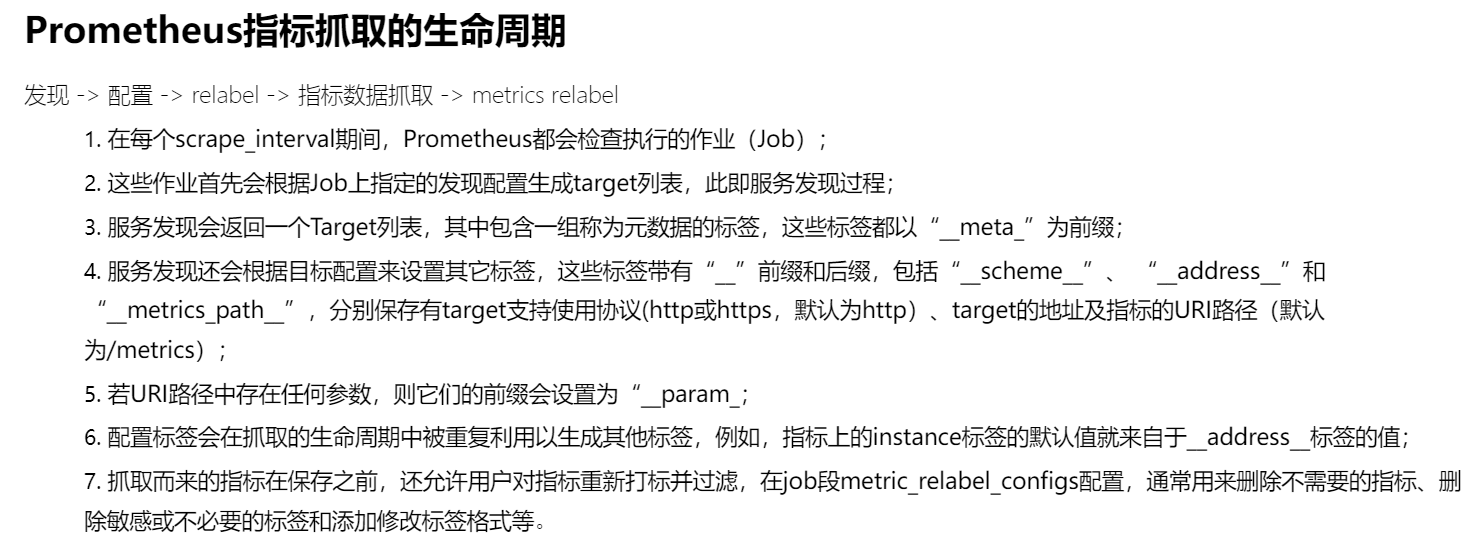 Prometheus指标抓取的生命周期
发现 -> 配置 -> relabel -> 指标数据抓取 -> metrics relabel
1. 在每个scrape_interval期间，Prometheus都会检查执行的作业（Job）；
2. 这些作业首先会根据Job上指定的发现配置生成target列表，此即服务发现过程；
3. 服务发现会返回一个Target列表，其中包含一组称为元数据的标签，这些标签都以“__meta_”为前缀；
4. 服务发现还会根据目标配置来设置其它标签，这些标签带有“__”前缀和后缀，包括“__scheme__”、 “__address__”和
“__metrics_path__”，分别保存有target支持使用协议(http或https，默认为http）、target的地址及指标的URI路径（默认
为/metrics）；
5. 若URI路径中存在任何参数，则它们的前缀会设置为“__param_；
6. 配置标签会在抓取的生命周期中被重复利用以生成其他标签，例如，指标上的instance标签的默认值就来自于__address__标签的值；
7. 抓取而来的指标在保存之前，还允许用户对指标重新打标并过滤，在job段metric_relabel_configs配置，通常用来删除不需要的指标、删
除敏感或不必要的标签和添加修改标签格式等。